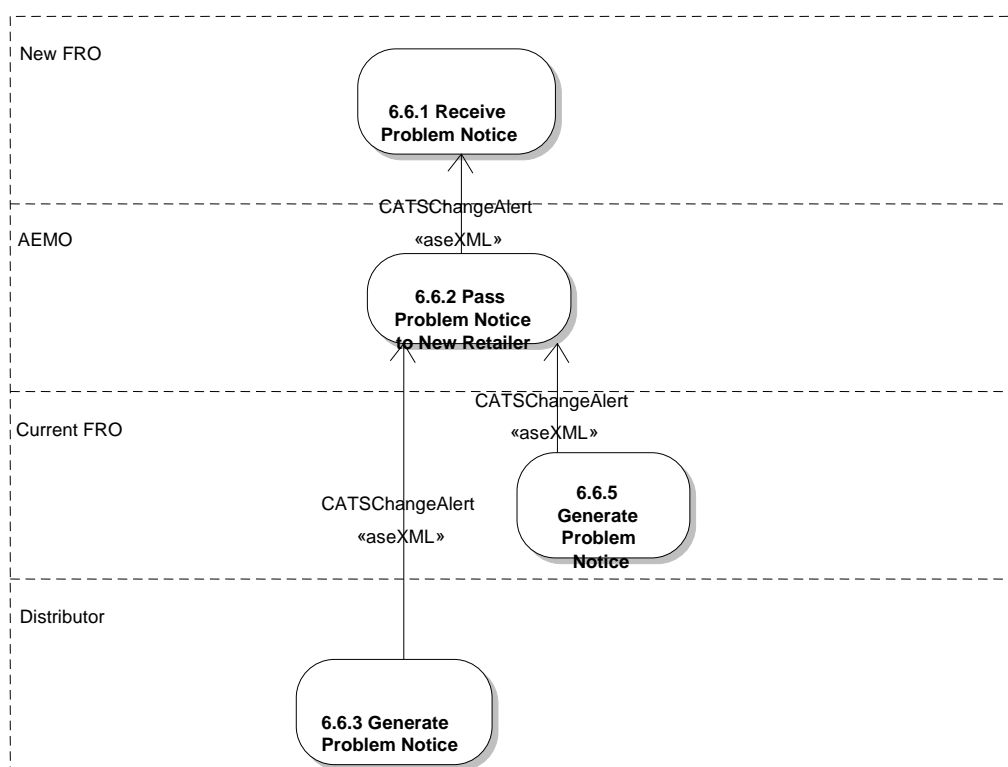 New FRO
6.6.1 Receive
Problem Notice
CATSChangeAlert
«aseXML»
AEMO
6.6.2 Pass
Problem Notice
to New Retailer
CATSChangeAlert
«aseXML»
Current FRO
6.6.5
Generate
Problem
Notice
CATSChangeAlert
«aseXML»
Distributor
6.6.3 Generate
Problem Notice